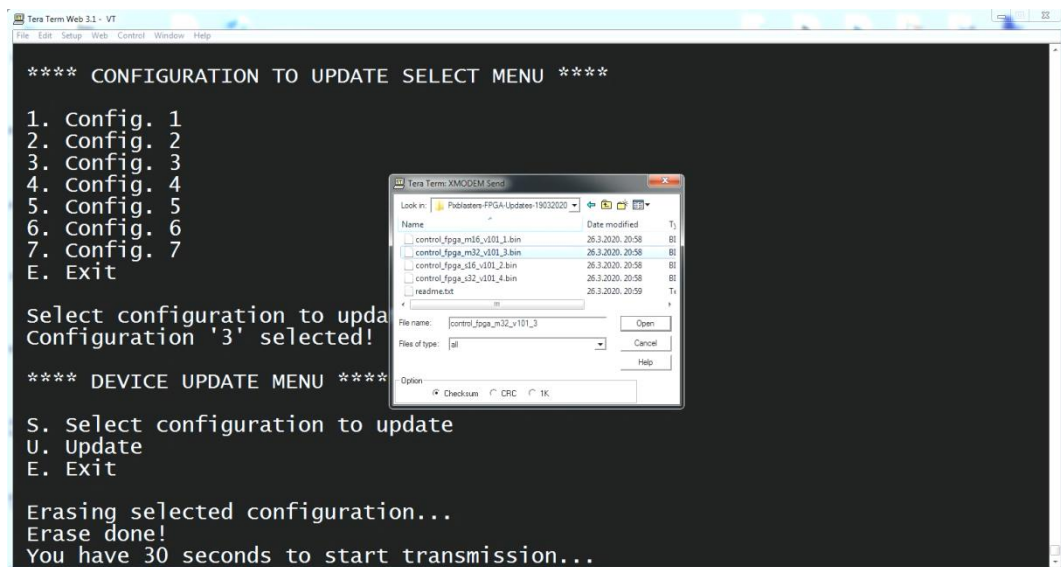 Tera Term Web 3.1 - VT
File Edit Setup Web Control Window Help
**** CONFIGURATION TO UPDATE SELECT MENU ****
1. Config. 1
2. Config. 2
3. Config. 3
4. Config. 4
5. Config. 5
6. Config. 6
7. Config. 7
E. Exit
Select configuration to upda
Configuration '3' selected!
**** DEVICE UPDATE MENU ****
S. Select configuration to update
U. Update
E. Exit
Erasing selected configuration...
Erase done!
You have 30 seconds to start transmission...
Tera Term: XMODEM Send
Look in: Pixblasters-FPGA-Updates-19032020
Name Date modified Ty
control_fpga_m16_v101_1.bin 26.3.2020. 20:58 BI
control_fpga_m32_v101_3.bin 26.3.2020. 20:58 BI
control_fpga_s16_v101_2.bin 26.3.2020. 20:58 BI
control_fpga_s32_v101_4.bin 26.3.2020. 20:58 BI
readme.txt 26.3.2020. 20:59 Te
File name: control_fpga_m32_v101_3 Open
Files of type: all Cancel
Help
Option
Checksum CRC 1K